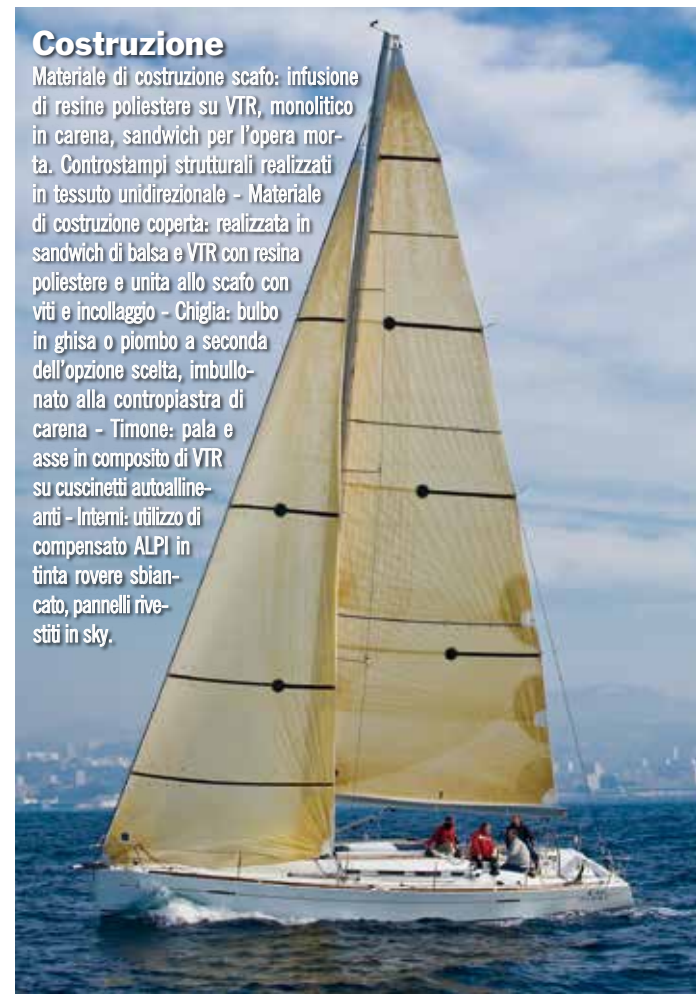 Costruzione
Materiale di costruzione scafo: infusione
di resine poliestere su VTR, monolitico
in carena, sandwich per l'opera mor-
ta. Controstampi strutturali realizzati
in tessuto unidirezionale - Materiale
di costruzione coperta: realizzata in
sandwich di balsa e VTR con resina
poliestere e unita allo scafo con
viti e incollaggio - Chiglia: bulbo
in ghisa o piombo a seconda
dell'opzione scelta, imbullo-
nato alla contropiastra di
carena - Timone: pala e
asse in composito di VTR
su cuscinetti autoalline-
anti - Interni: utilizzo di
compensato ALPI in
tinta rovere sbian-
cato, pannelli rive-
stiti in sky.